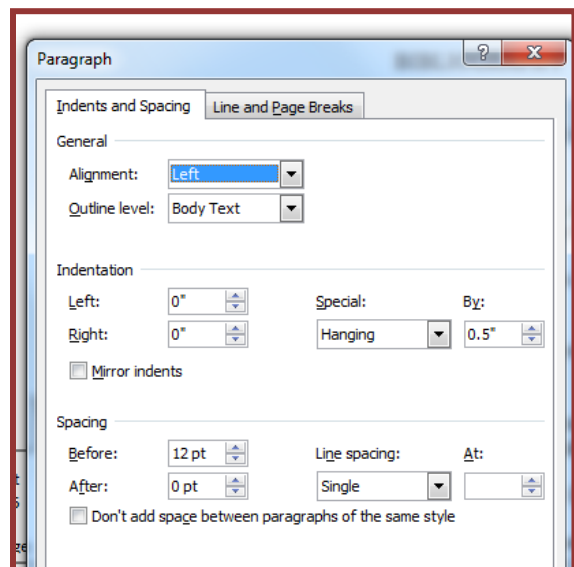 Paragraph
Indents and Spacing Line and Page Breaks
General
Alignment: Left
Outline level: Body Text
Indentation
Left: 0" Special: By:
Right: 0" Hanging 0.5"
Mirror indents
Spacing
Before: 12 pt Line spacing: At:
After: 0 pt Single
Don't add space between paragraphs of the same style